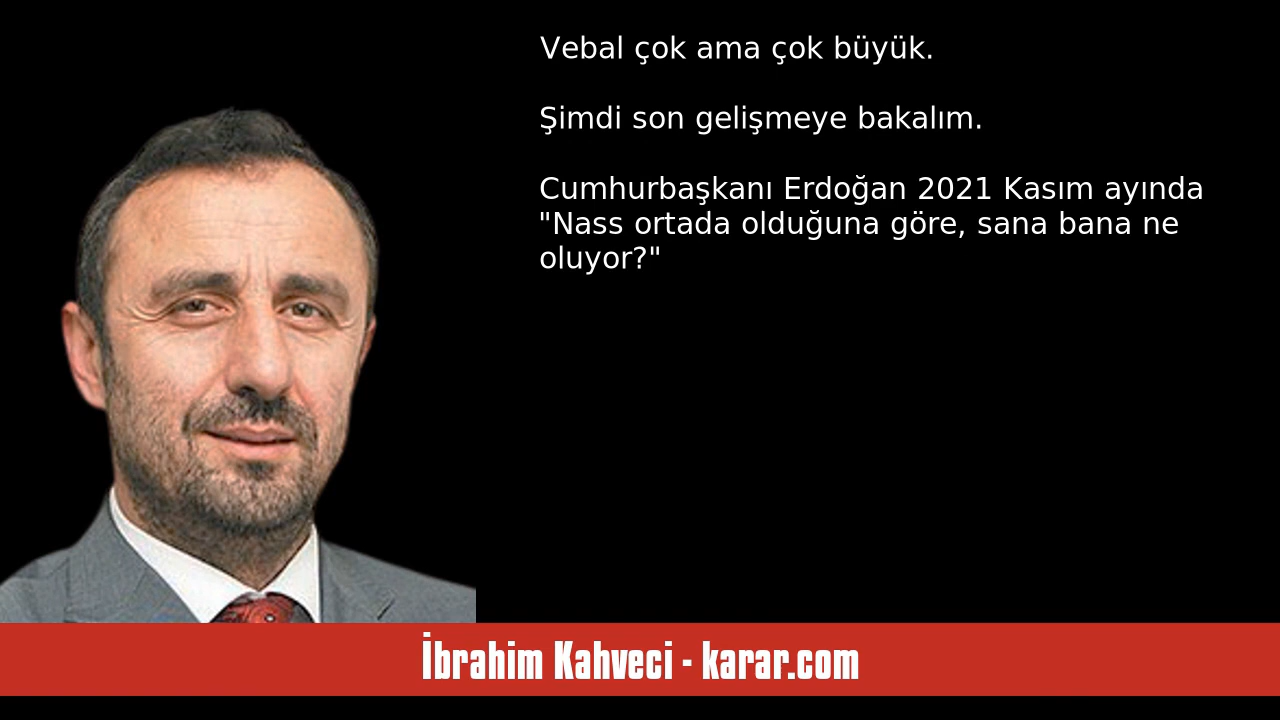 Vebal çok ama çok büyük.
Şimdi son gelişmeye bakalım.
Cumhurbaşkanı Erdoğan 2021 Kasım ayında
"Nass ortada olduğuna göre, sana bana ne
oluyor?"
İbrahim Kahveci - karar.com